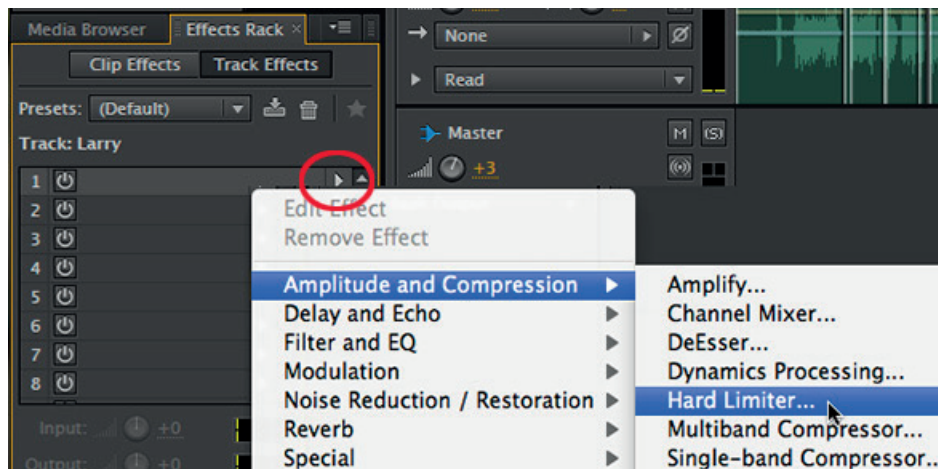 Media Browser Effects Rack ×
Clip Effects Track Effects
Presets: (Default)
Track: Larry
1
2
3
4
5
6
7
8
Input: +0
Output: +0
None
Read
Master M (S)
+3
Edit Effect
Remove Effect
Amplitude and Compression
Delay and Echo
Filter and EQ
Modulation
Noise Reduction / Restoration
Reverb
Special
Amplify...
Channel Mixer...
DeEsser...
Dynamics Processing...
Hard Limiter...
Multiband Compressor...
Single-band Compressor..